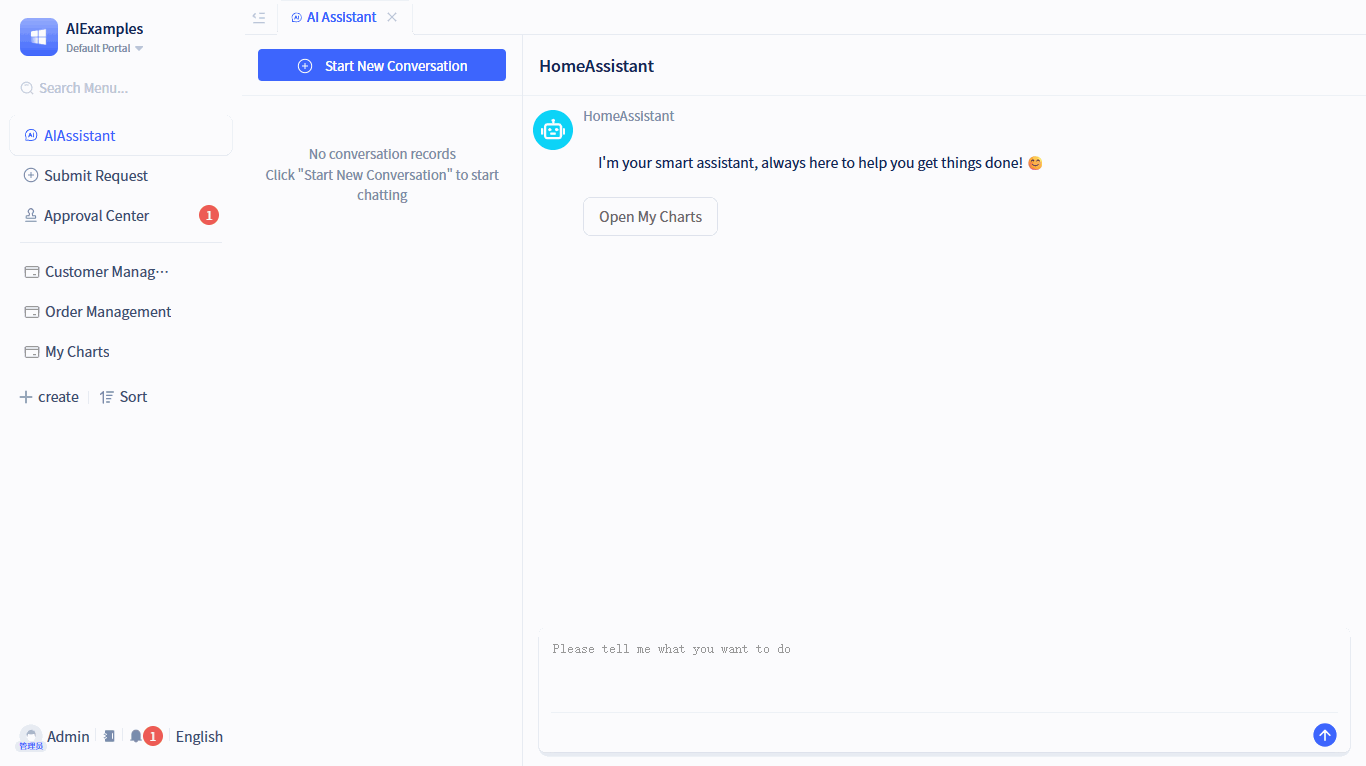 AIExamples
Default Portal
Search Menu...
AIAssistant
Submit Request
Approval Center
1
Customer Manag···
Order Management
My Charts
create
Sort
管理员
Admin
1
English
AI Assistant
Start New Conversation
No conversation records
Click "Start New Conversation" to start
chatting
HomeAssistant
HomeAssistant
I'm your smart assistant, always here to help you get things done! 😊
Open My Charts
Please tell me what you want to do